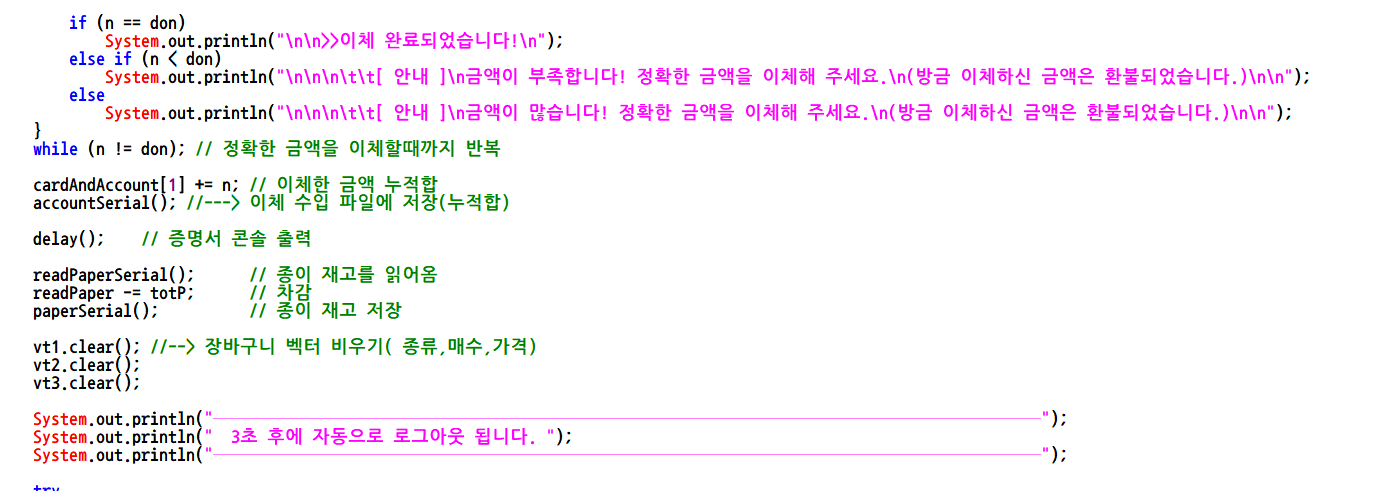 if (n == don)
System.out.println("\n\n>>이체 완료되었습니다!\n");
else if (n < don)
System.out.println("\n\n\n\t\t[ 안내 ]\n금액이 부족합니다! 정확한 금액을 이체해 주세요.\n(방금 이체하신 금액은 환불되었습니다.)\n\n");
else
System.out.println("\n\n\n\t\t[ 안내 ]\n금액이 많습니다! 정확한 금액을 이체해 주세요.\n(방금 이체하신 금액은 환불되었습니다.)\n\n");
}
while (n != don); // 정확한 금액을 이체할때까지 반복
cardAndAccount[1] += n; // 이체한 금액 누적합
accountSerial(); //---> 이체 수입 파일에 저장(누적합)
delay();    // 증명서 콘솔 출력
readPaperSerial();      // 종이 재고를 읽어옴
readPaper -= totP;      // 차감
paperSerial();          // 종이 재고 저장
vt1.clear(); //--> 장바구니 벡터 비우기( 종류,매수,가격)
vt2.clear();
vt3.clear();
System.out.println("──────────────────────────────────────────────");
System.out.println("  3초 후에 자동으로 로그아웃 됩니다. ");
System.out.println("──────────────────────────────────────────────");
try